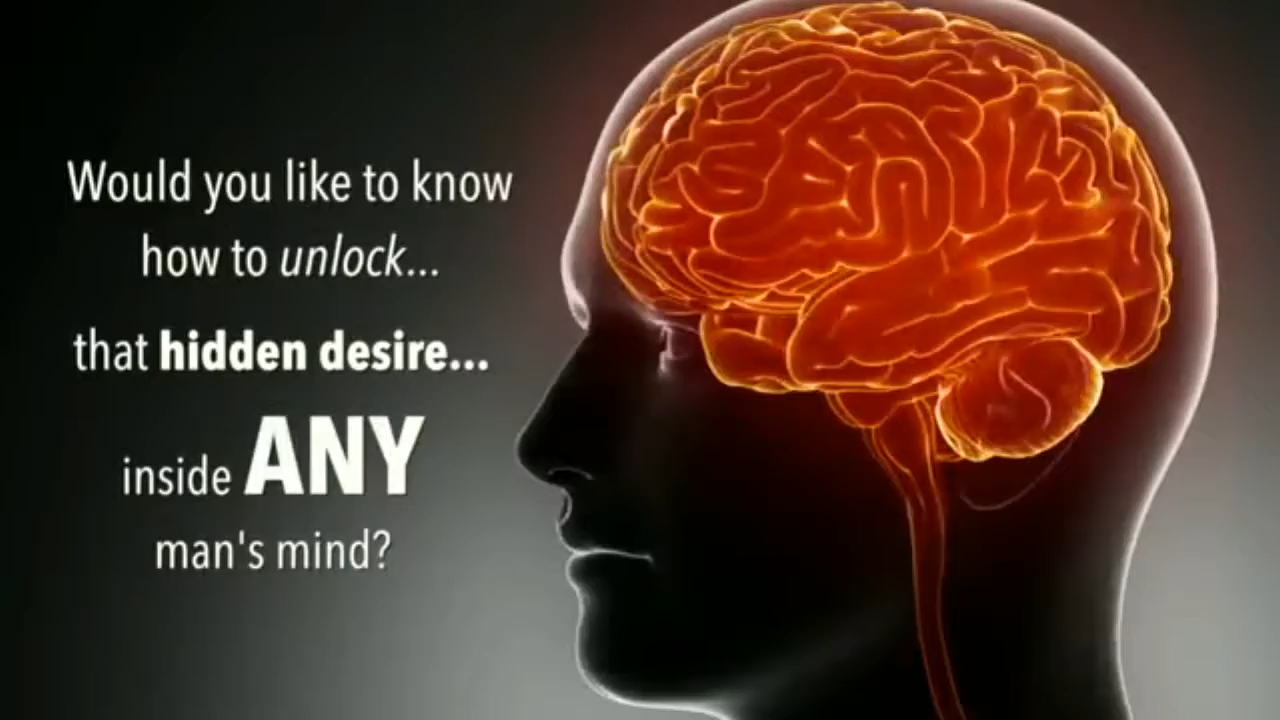 Would you like to know
how to unlock...
that hidden desire...
inside ANY
man's mind?